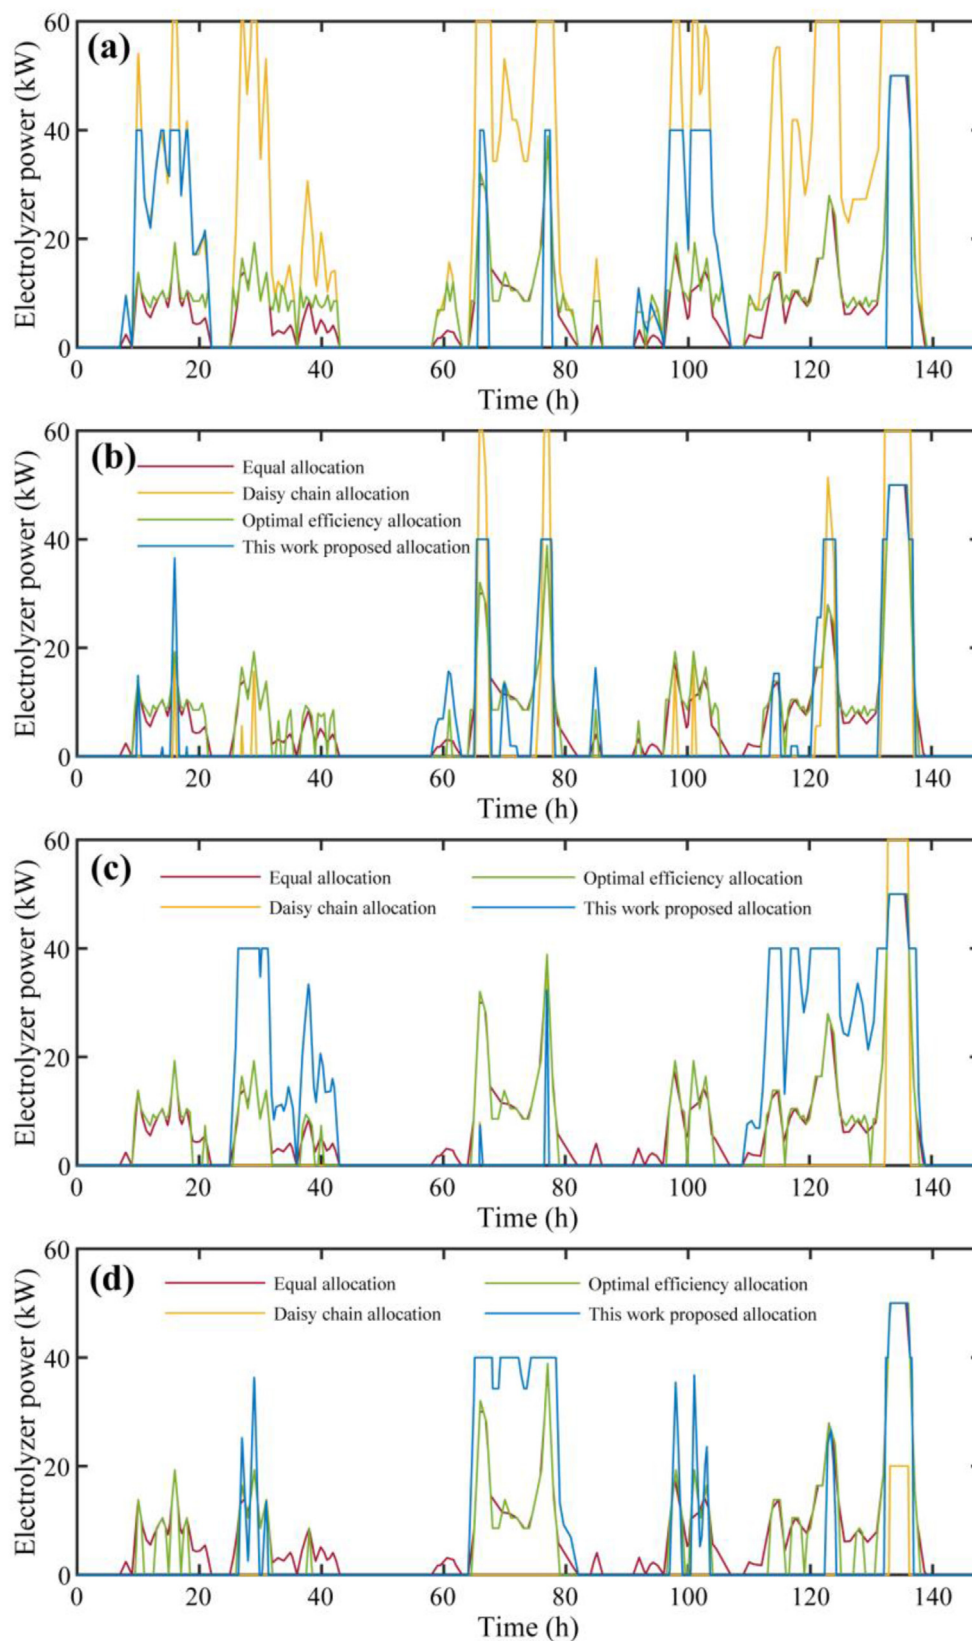 (a)
Electrolyzer power (kW)
60
40
20
0
0 20 40 60 80 100 120 140
Time (h)
(b)
Electrolyzer power (kW)
60
40
20
0
Equal allocation
Daisy chain allocation
Optimal efficiency allocation
This work proposed allocation
0 20 40 60 80 100 120 140
Time (h)
(c)
Electrolyzer power (kW)
60
40
20
0
Equal allocation Optimal efficiency allocation
Daisy chain allocation This work proposed allocation
0 20 40 60 80 100 120 140
Time (h)
(d)
Electrolyzer power (kW)
60
40
20
0
Equal allocation Optimal efficiency allocation
Daisy chain allocation This work proposed allocation
0 20 40 60 80 100 120 140
Time (h)